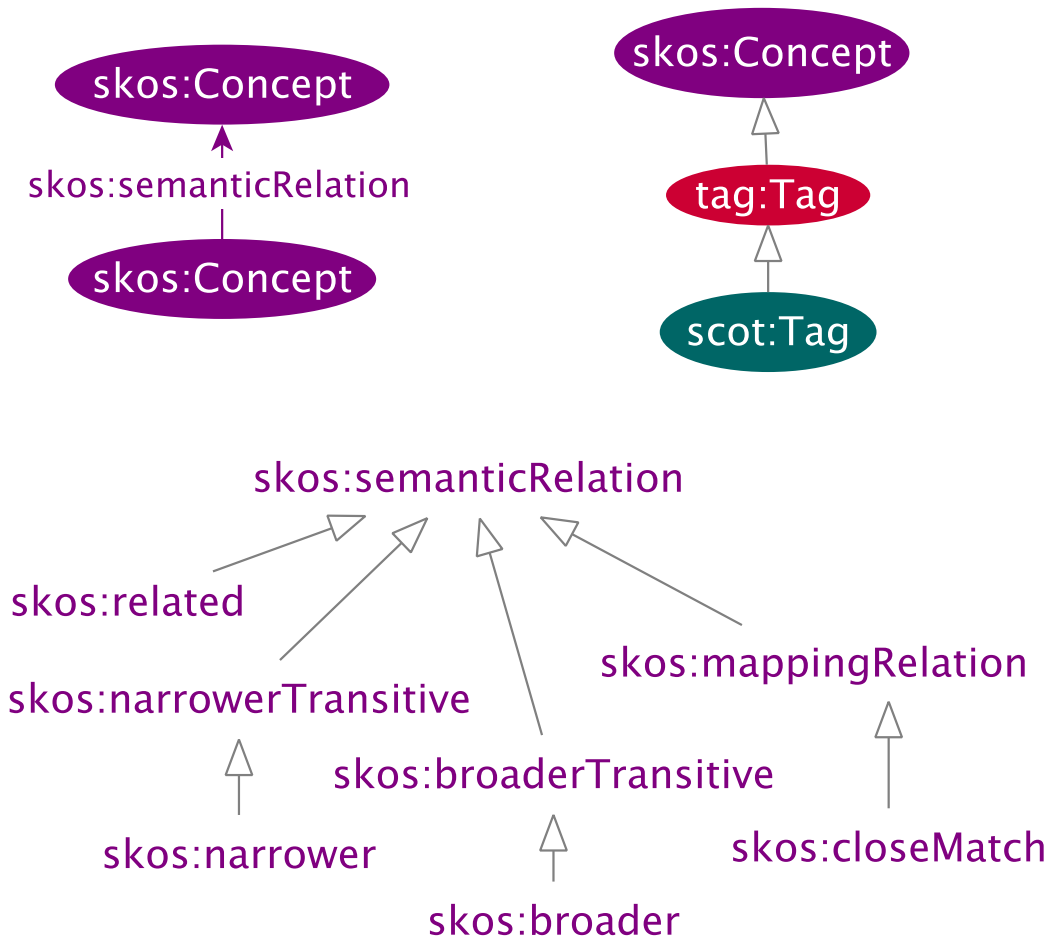 skos:Concept
skos:semanticRelation
skos:Concept
skos:Concept
tag:Tag
scot:Tag
skos:semanticRelation
skos:related
skos:narrowerTransitive
skos:mappingRelation
skos:broaderTransitive
skos:narrower
skos:closeMatch
skos:broader